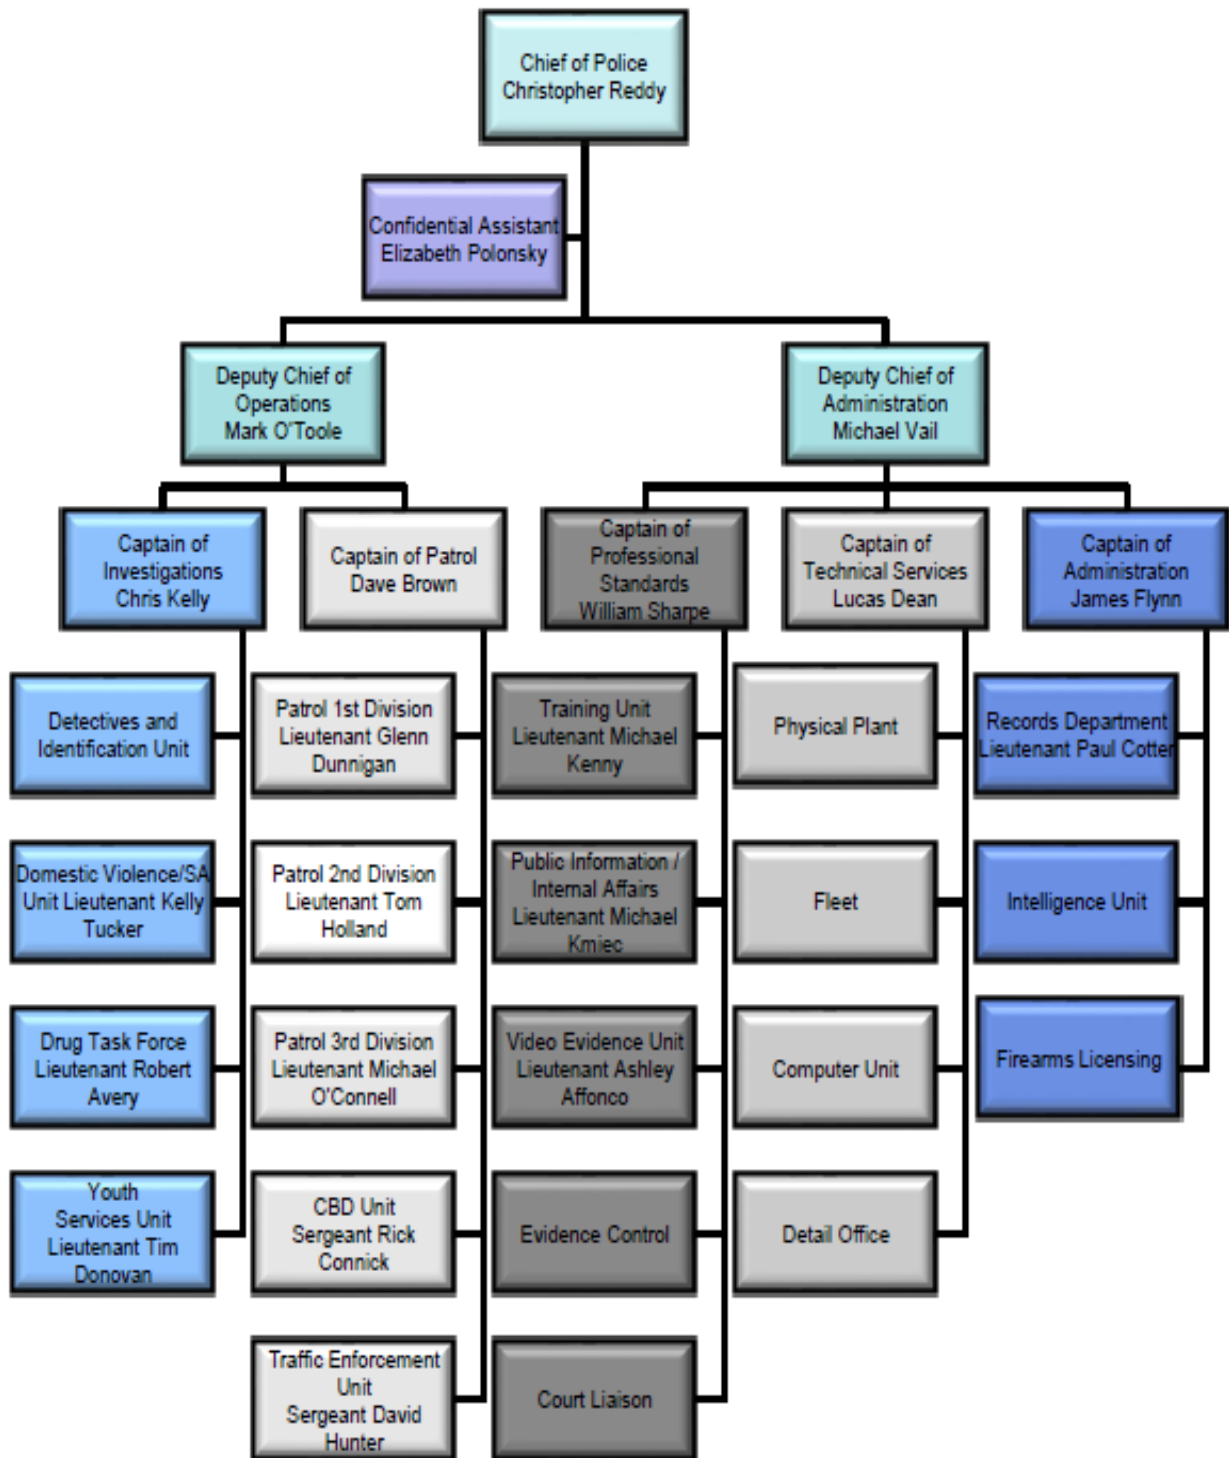 Chief of Police
Christopher Reddy
Confidential Assistant
Elizabeth Polonsky
Deputy Chief of
Operations
Mark O'Toole
Deputy Chief of
Administration
Michael Vail
Captain of
Investigations
Chris Kelly
Captain of Patrol
Dave Brown
Captain of
Professional
Standards
William Sharpe
Captain of
Technical Services
Lucas Dean
Captain of
Administration
James Flynn
Detectives and
Identification Unit
Patrol 1st Division
Lieutenant Glenn
Dunnigan
Training Unit
Lieutenant Michael
Kenny
Physical Plant
Records Department
Lieutenant Paul Cotter
Domestic Violence/SA
Unit Lieutenant Kelly
Tucker
Patrol 2nd Division
Lieutenant Tom
Holland
Public Information /
Internal Affairs
Lieutenant Michael
Kmiec
Fleet
Intelligence Unit
Drug Task Force
Lieutenant Robert
Avery
Patrol 3rd Division
Lieutenant Michael
O'Connell
Video Evidence Unit
Lieutenant Ashley
Affonco
Computer Unit
Firearms Licensing
Youth
Services Unit
Lieutenant Tim
Donovan
CBD Unit
Sergeant Rick
Connick
Evidence Control
Detail Office
Traffic Enforcement
Unit
Sergeant David
Hunter
Court Liaison